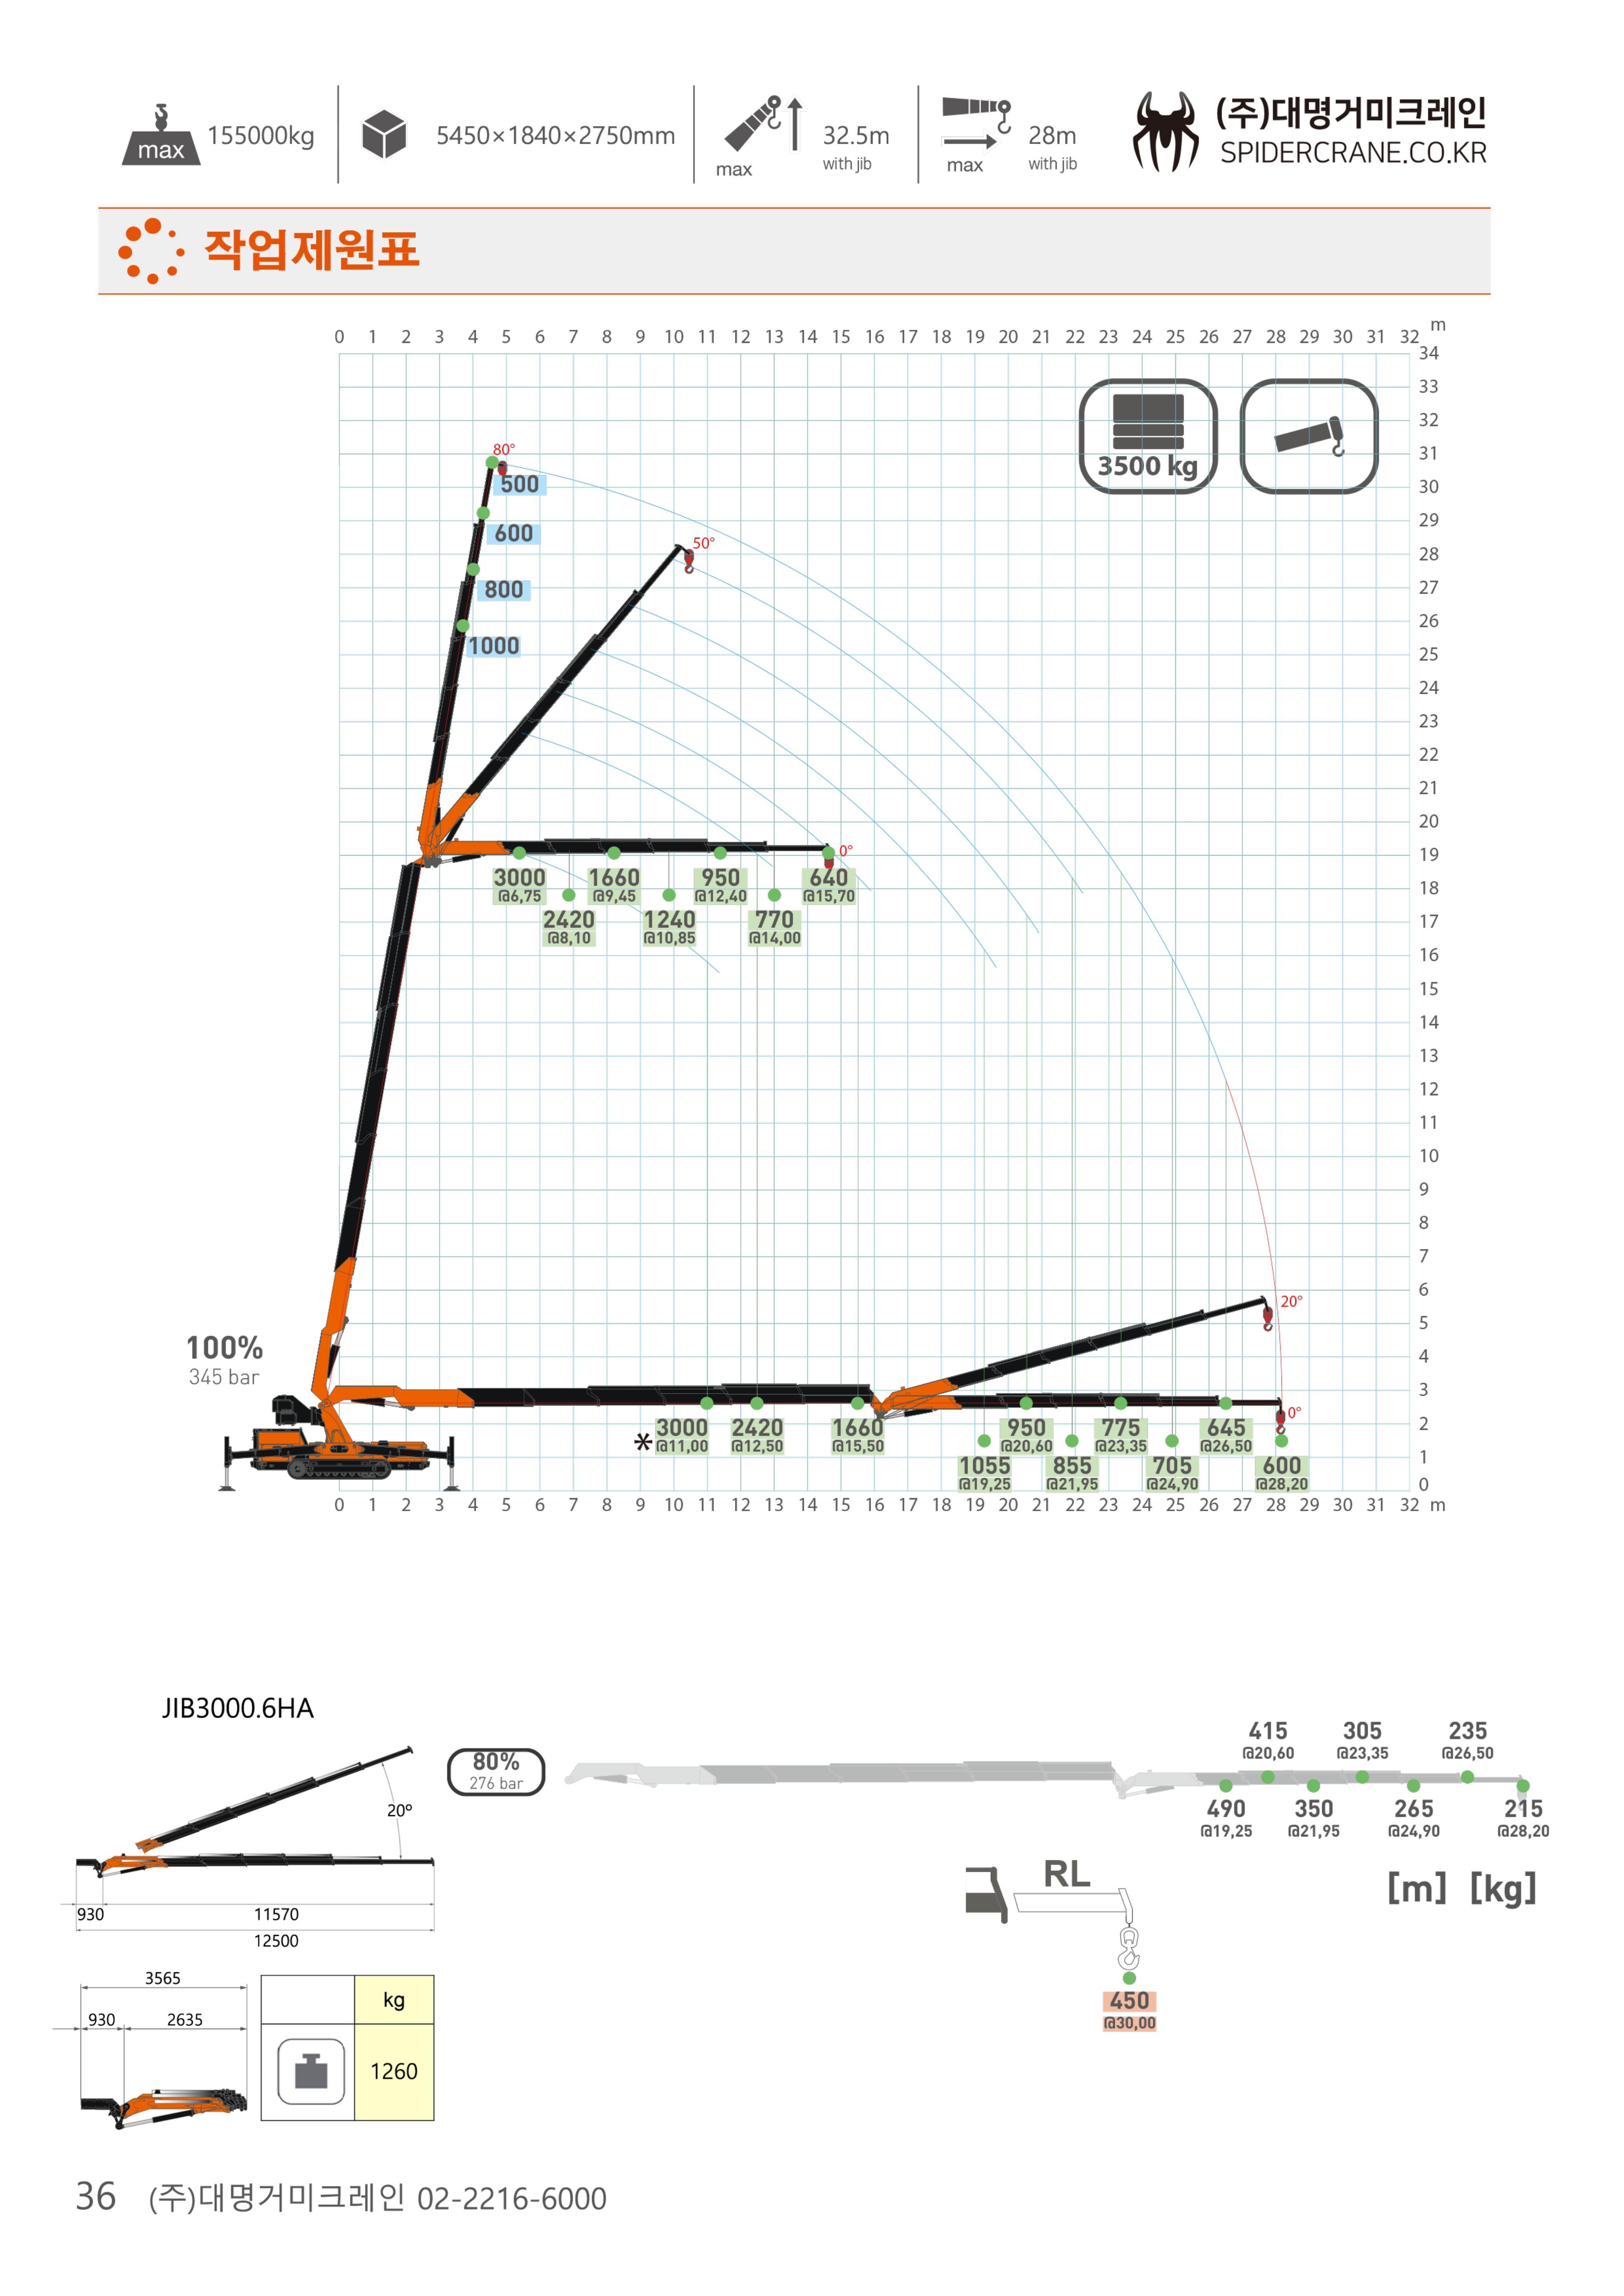 max 155000kg
5450×1840×2750mm
max 32.5m
with jib
max 28m
with jib
(주)대명거미크레인
SPIDERCRANE.CO.KR
작업제원표
0 1 2 3 4 5 6 7 8 9 10 11 12 13 14 15 16 17 18 19 20 21 22 23 24 25 26 27 28 29 30 31 32 m
34
33
32
31
30
29
28
27
26
25
24
23
22
21
20
19
18
17
16
15
14
13
12
11
10
9
8
7
6
5
4
3
2
1
0
3500 kg
80°
500
600
800
1000
50°
0°
3000 1660 950 640
@6,75 @9,45 @12,40 @15,70
2420 1240 770
@8,10 @10,85 @14,00
100%
345 bar
20°
0°
* 3000 2420 1660 950 775 645
@11,00 @12,50 @15,50 @20,60 @23,35 @26,50
1055 855 705 600
@19,25 @21,95 @24,90 @28,20
0 1 2 3 4 5 6 7 8 9 10 11 12 13 14 15 16 17 18 19 20 21 22 23 24 25 26 27 28 29 30 31 32 m
JIB3000.6HA
20º
930 11570
12500
3565
930 2635
kg
1260
80%
276 bar
415 305 235
@20,60 @23,35 @26,50
490 350 265 215
@19,25 @21,95 @24,90 @28,20
RL
450
@30,00
[m] [kg]
36 (주)대명거미크레인 02-2216-6000